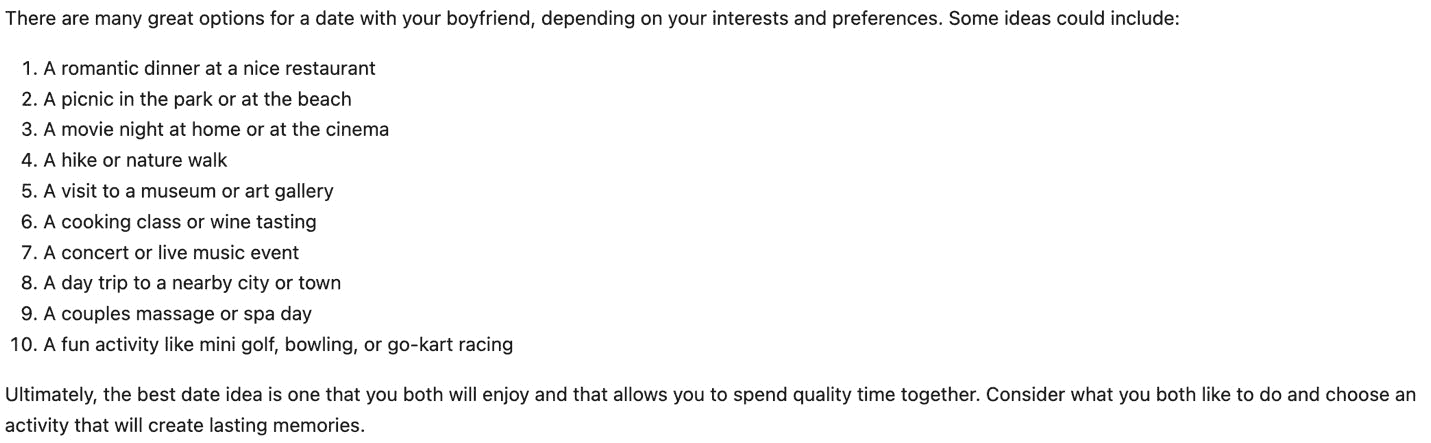 There are many great options for a date with your boyfriend, depending on your interests and preferences. Some ideas could include:
1. A romantic dinner at a nice restaurant
2. A picnic in the park or at the beach
3. A movie night at home or at the cinema
4. A hike or nature walk
5. A visit to a museum or art gallery
6. A cooking class or wine tasting
7. A concert or live music event
8. A day trip to a nearby city or town
9. A couples massage or spa day
10. A fun activity like mini golf, bowling, or go-kart racing
Ultimately, the best date idea is one that you both will enjoy and that allows you to spend quality time together. Consider what you both like to do and choose an
activity that will create lasting memories.